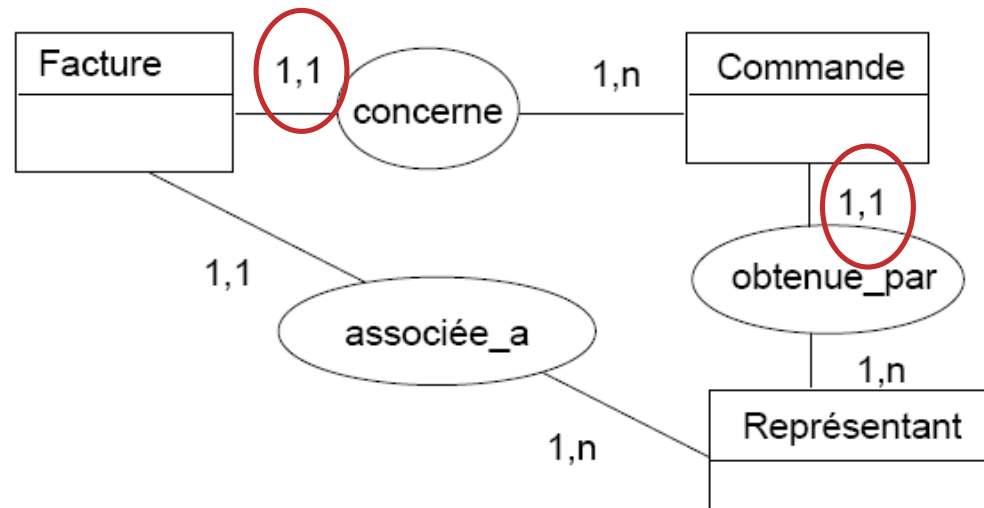 Facture
1,1
concerne
1,n
Commande
1,1
obtenue_par
1,1
associée_a
1,n
1,n
Représentant